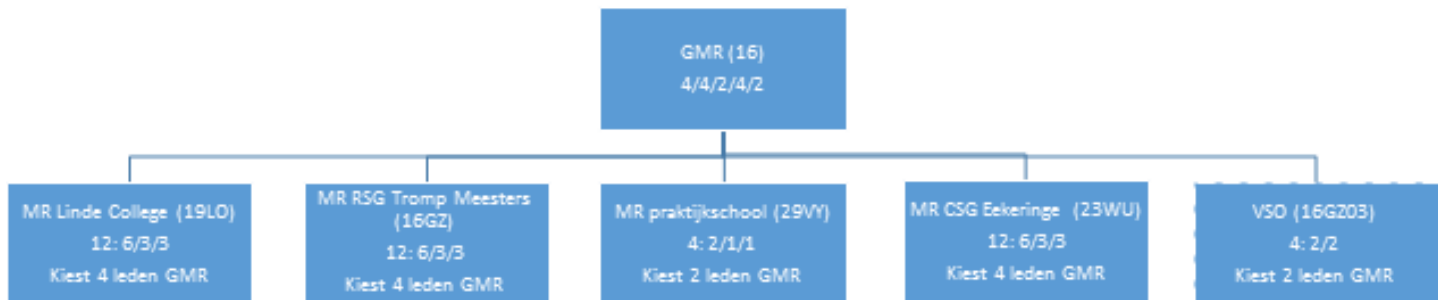 GMR (16)
4/4/2/4/2
MR Linde College (19LO)
12: 6/3/3
Kiest 4 leden GMR
MR RSG Tromp Meesters
(16GZ)
12: 6/3/3
Kiest 4 leden GMR
MR praktijkschool (29VY)
4: 2/1/1
Kiest 2 leden GMR
MR CSG Eekeringe (23WU)
12: 6/3/3
Kiest 4 leden GMR
VSO (16GZ03)
4: 2/2
Kiest 2 leden GMR